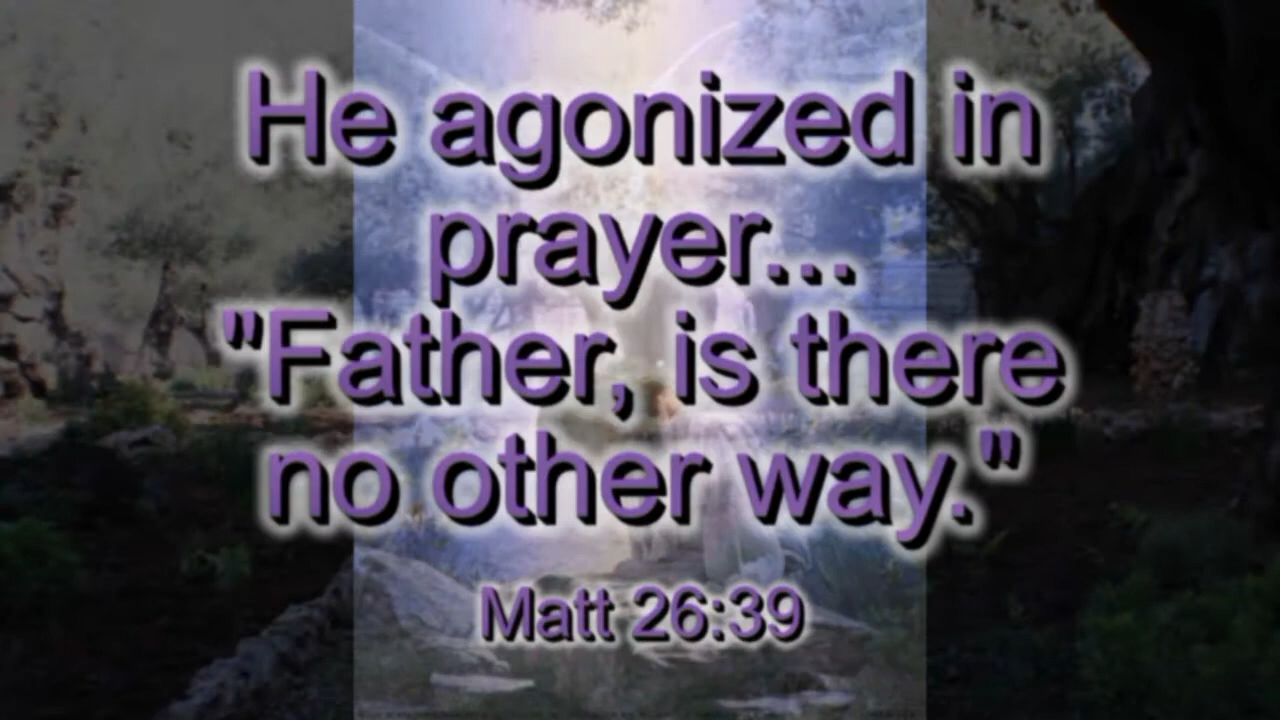 He agonized in
prayer...
"Father, is there
no other way."
Matt 26:39